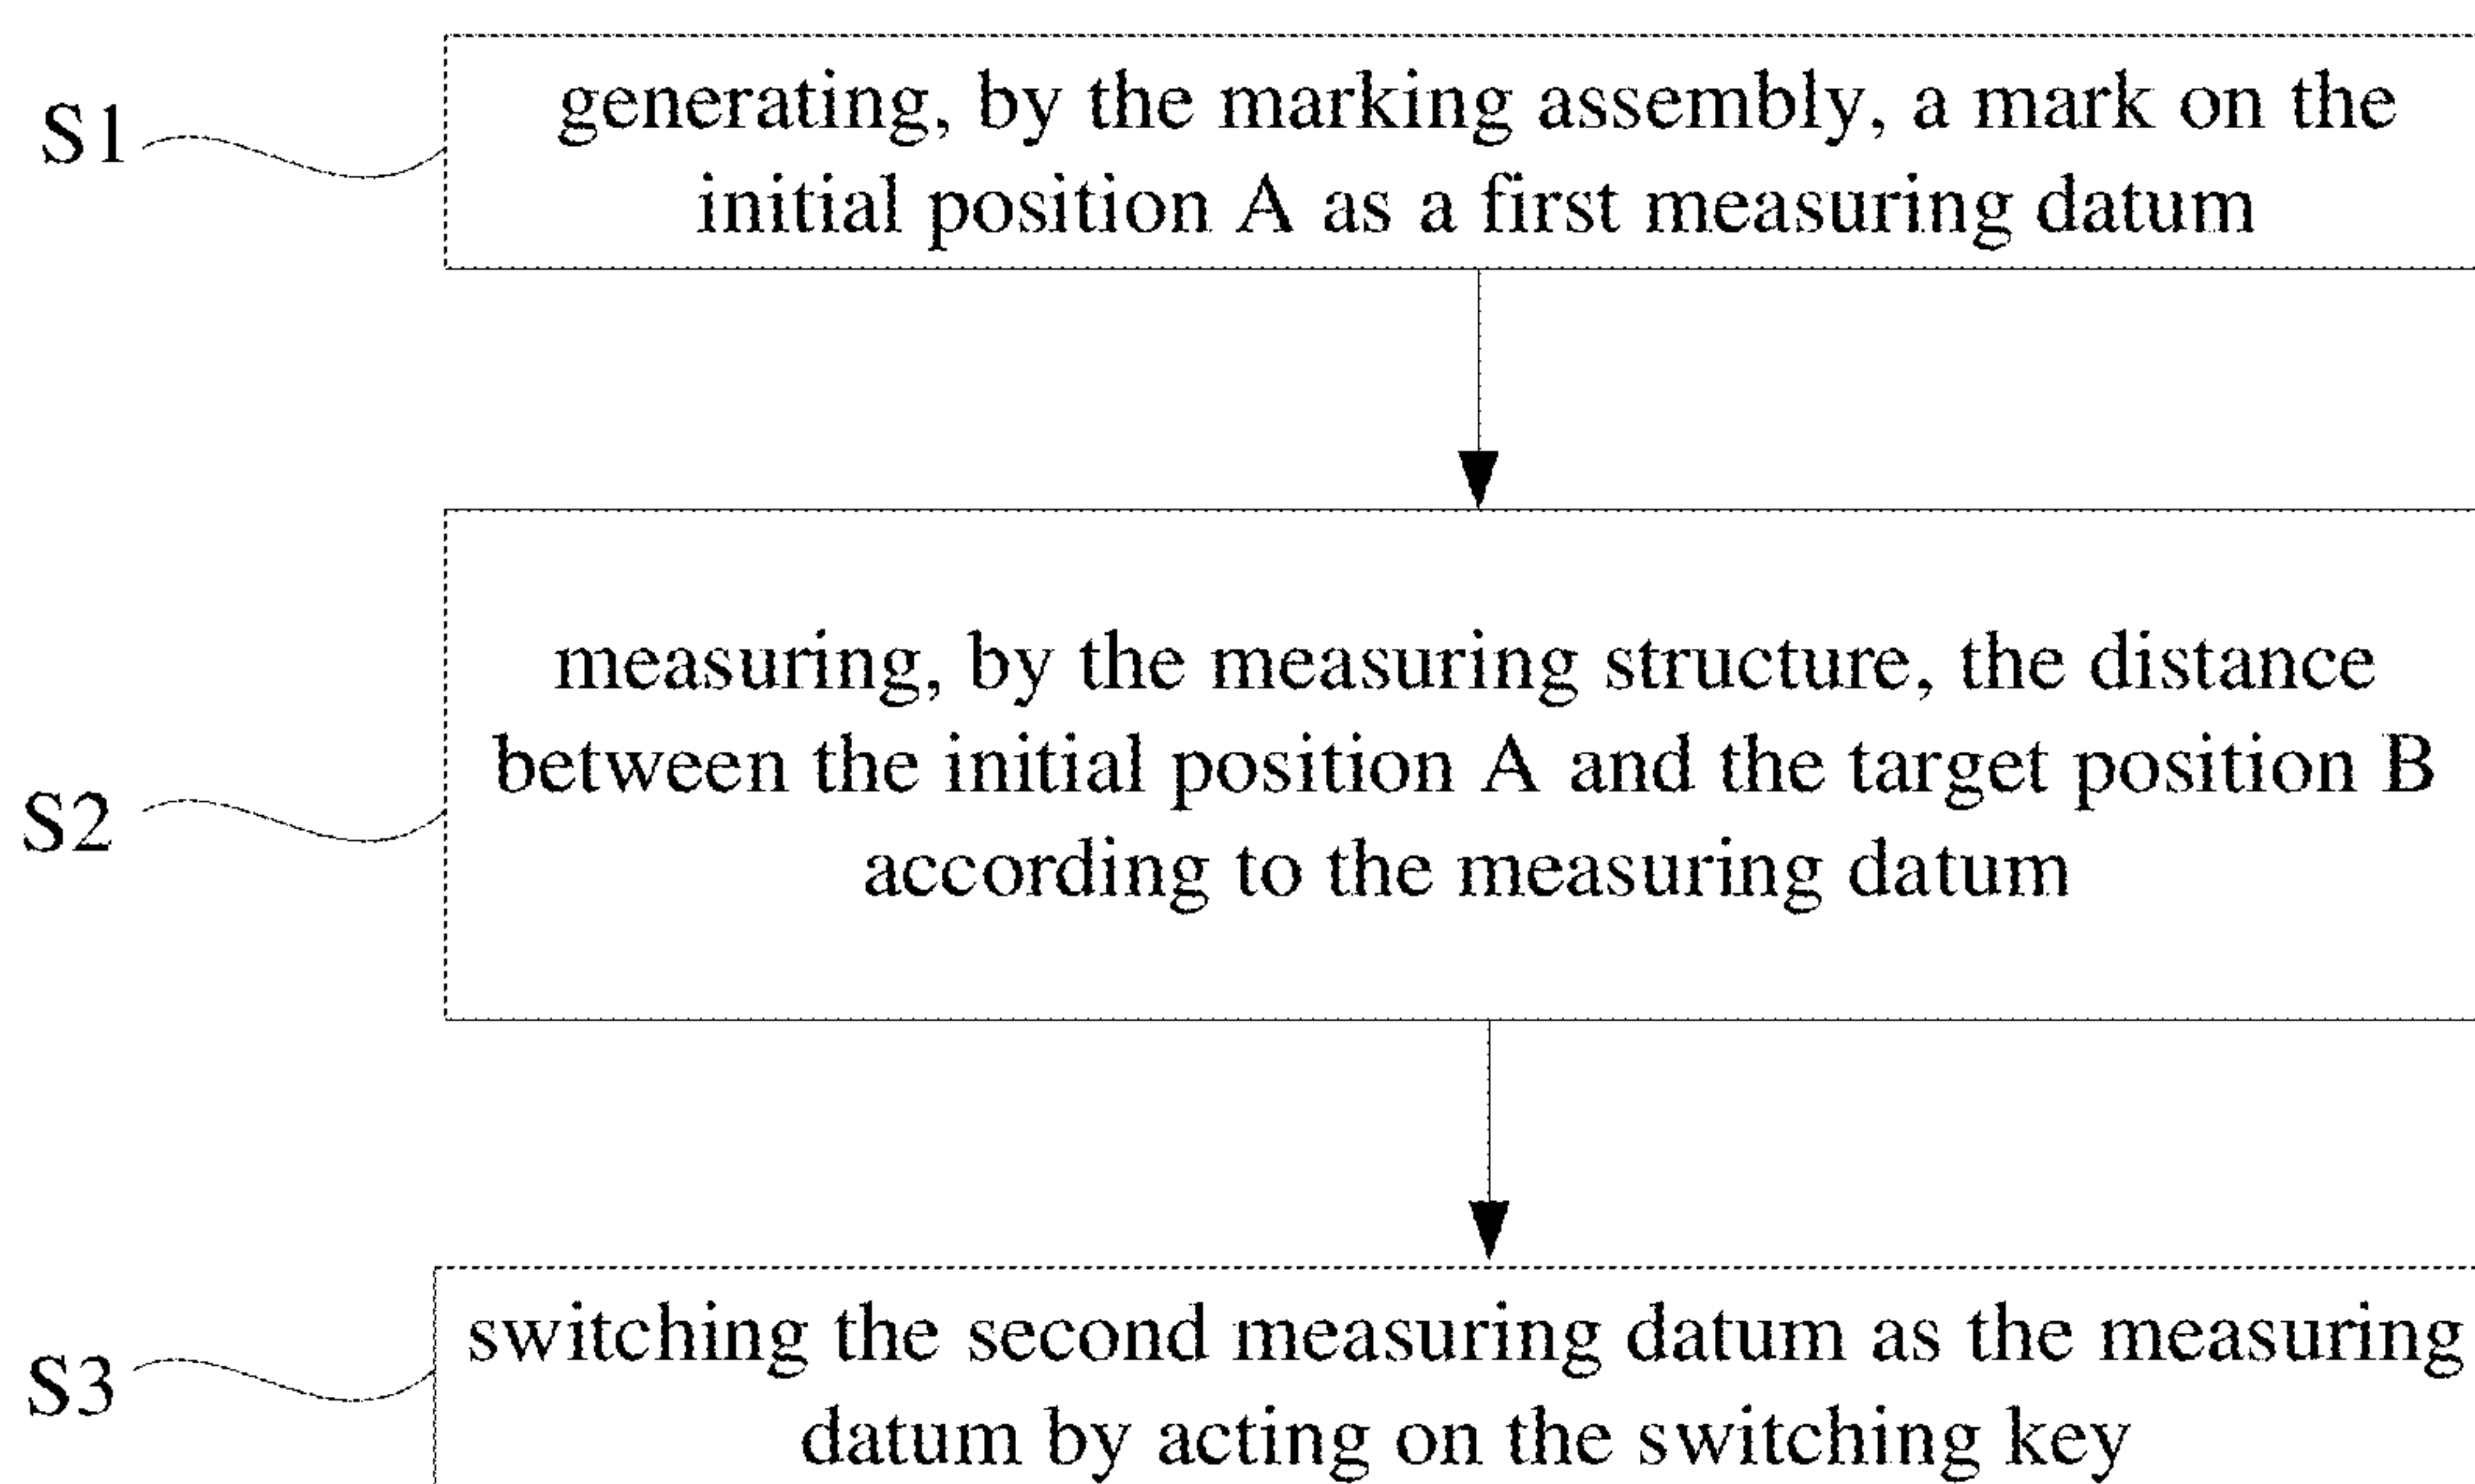 S1
generating, by the marking assembly, a mark on the
initial position A as a first measuring datum
S2
measuring, by the measuring structure, the distance
between the initial position A and the target position B
according to the measuring datum
S3
switching the second measuring datum as the measuring
datum by acting on the switching key